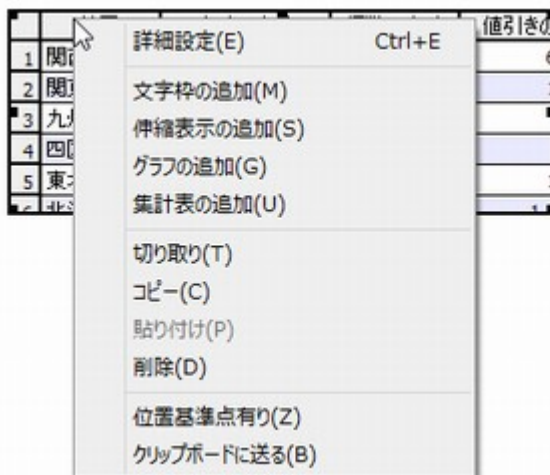 値引きの
詳細設定(E) Ctrl+E
1 関
2 関
文字枠の追加(M)
3 九
伸縮表示の追加(S)
4 四
グラフの追加(G)
5 東
集計表の追加(U)
切り取り(T)
コピー(C)
貼り付け(P)
削除(D)
位置基準点有り(Z)
クリップボードに送る(B)